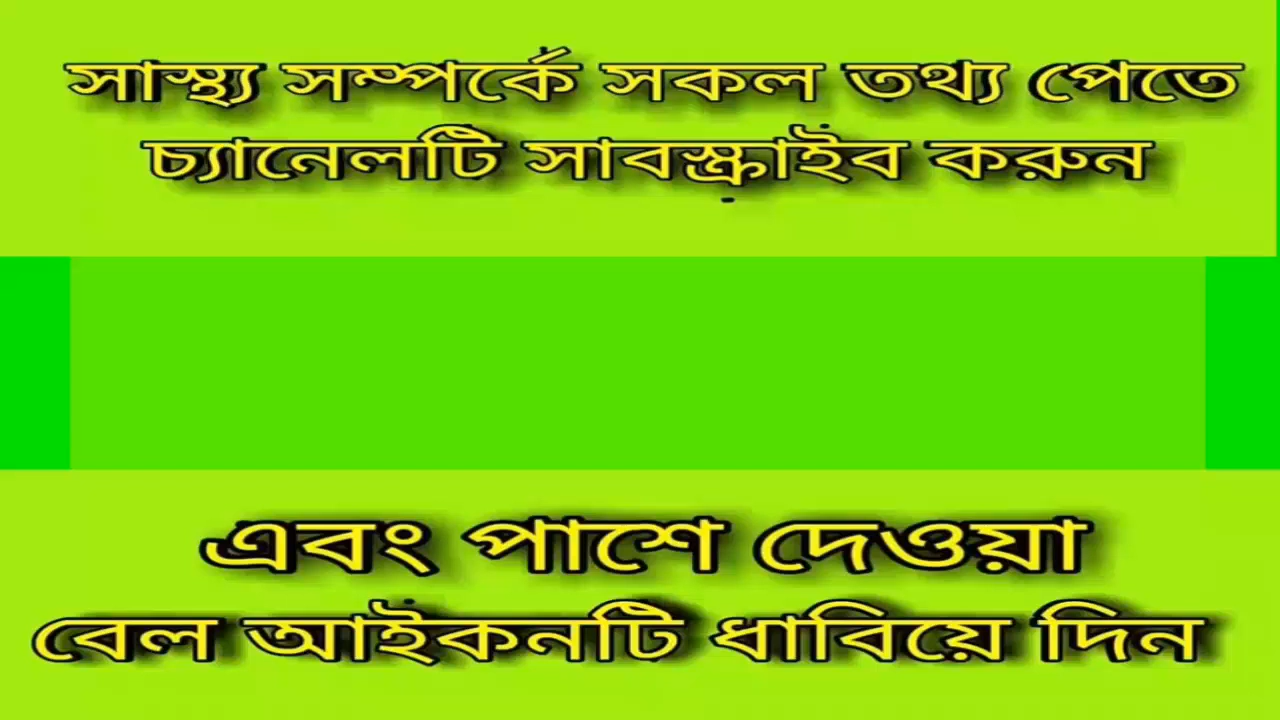 সাস্থ্য সম্পর্কে সকল তথ্য পেতে
চ্যানেলটি সাবস্ক্রাইব করুন
এবং পাশে দেওয়া
বেল আইকনটি ধাবিয়ে দিন